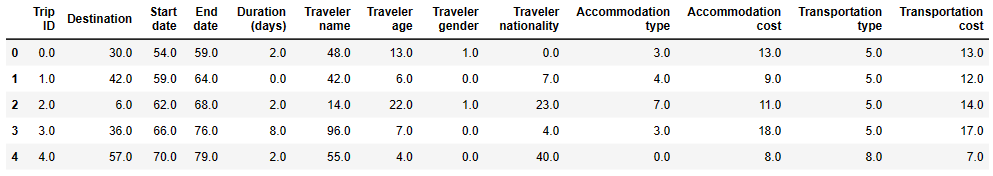 Trip ID Destination Start date End date Duration (days) Traveler name Traveler age Traveler gender Traveler nationality Accommodation type Accommodation cost Transportation type Transportation cost
0 0.0 30.0 54.0 59.0 2.0 48.0 13.0 1.0 0.0 3.0 13.0 5.0 13.0
1 1.0 42.0 59.0 64.0 0.0 42.0 6.0 0.0 7.0 4.0 9.0 5.0 12.0
2 2.0 6.0 62.0 68.0 2.0 14.0 22.0 1.0 23.0 7.0 11.0 5.0 14.0
3 3.0 36.0 66.0 76.0 8.0 96.0 7.0 0.0 4.0 3.0 18.0 5.0 17.0
4 4.0 57.0 70.0 79.0 2.0 55.0 4.0 0.0 40.0 0.0 8.0 8.0 7.0